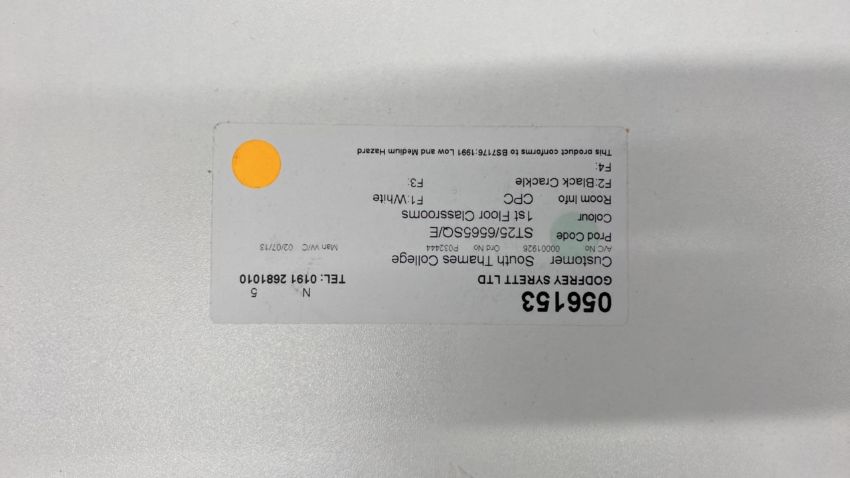 056153 N 5
GODFREY SYRETT LTD TEL: 0191 2681010
Customer South Thames College
A/C No 00001925 Ord No P032444 Man W/C 02/07/13
Prod Code ST25/6565SQ/E
Colour 1st Floor Classrooms
Room Info CPC F1:White
F2:Black Crackle F3:
F4:
This product conforms to BS7176:1991 Low and Medium Hazard